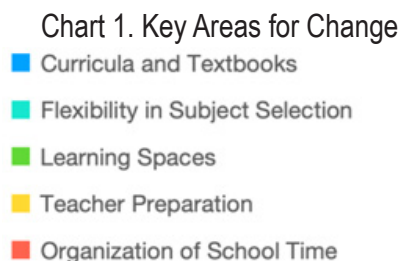 Chart 1. Key Areas for Change
Curricula and Textbooks
Flexibility in Subject Selection
Learning Spaces
Teacher Preparation
Organization of School Time